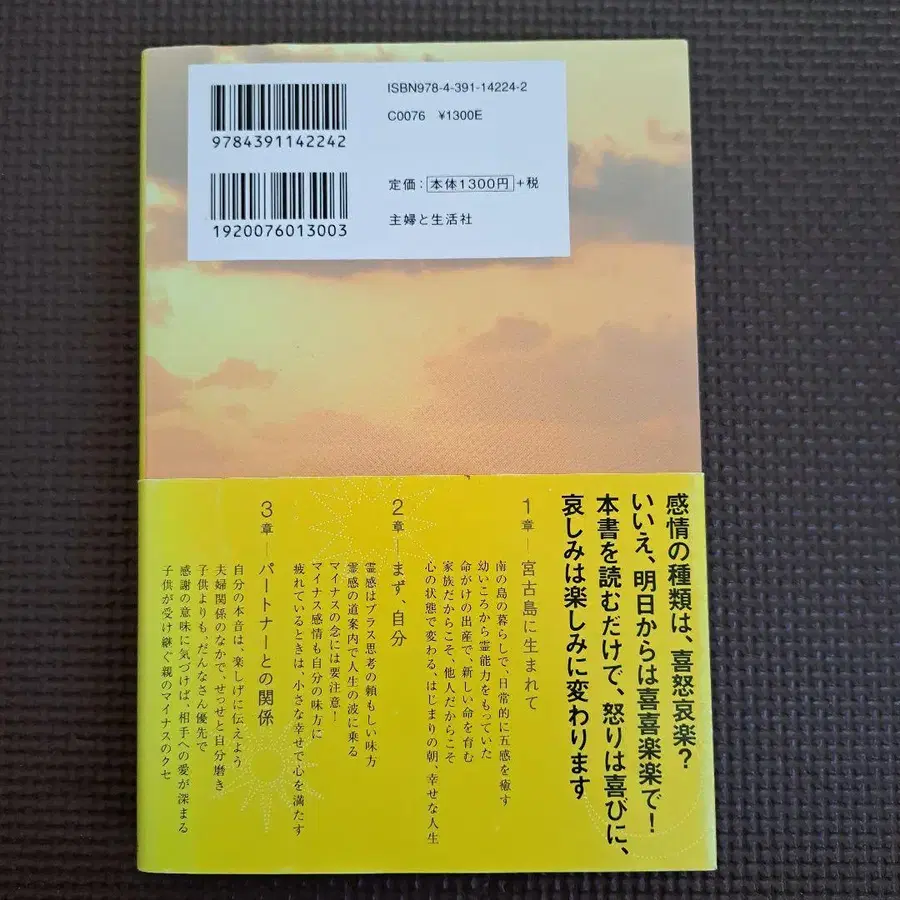 ISBN978-4-391-14224-2
C0076 ¥1300E
9784391142242
定価：本体1300円+税
1920076013003
主婦と生活社
感情の種類は、喜怒哀楽？
いいえ、明日からは喜喜楽楽で！
本書を読むだけで、怒りは喜びに、
哀しみは楽しみに変わります
1章―宮古島に生まれて
南の島の暮らしで、日常的に五感を癒す
幼いころから霊能力をもっていた
命がけの出産で、新しい命を育む
家族だからこそ、他人だからこそ
心の状態で変わる、はじまりの朝、幸せな人生
2章―まず、自分
霊感はプラス思考の頼もしい味方
霊感の道案内で人生の波に乗る
マイナスの念には要注意！
マイナス感情も自分の味方に
疲れているときは、小さな幸せで心を満たす
3章―パートナーとの関係
自分の本音は、楽しげに伝えよう
夫婦関係のなかで、せっせと自分磨き
子供よりも、だんなさん優先で
感謝の意味に気づけば、相手への愛が深まる
子供が受け継ぐ親のマイナスのクセ